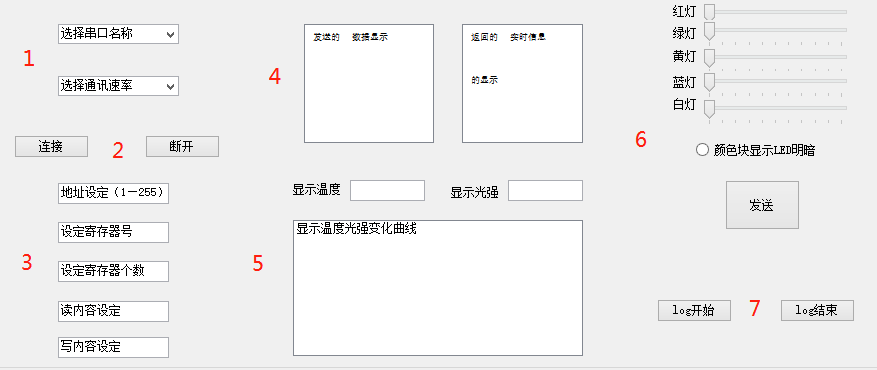 1
选择串口名称
选择通讯速率
连接
2
断开
3
地址设定（1—255）
设定寄存器号
设定寄存器个数
读内容设定
写内容设定
4
发送的 数据显示
返回的 实时信息
的显示
显示温度
显示光强
5
显示温度光强变化曲线
红灯
绿灯
黄灯
蓝灯
白灯
6
颜色块显示LED明暗
发送
log开始
7
log结束